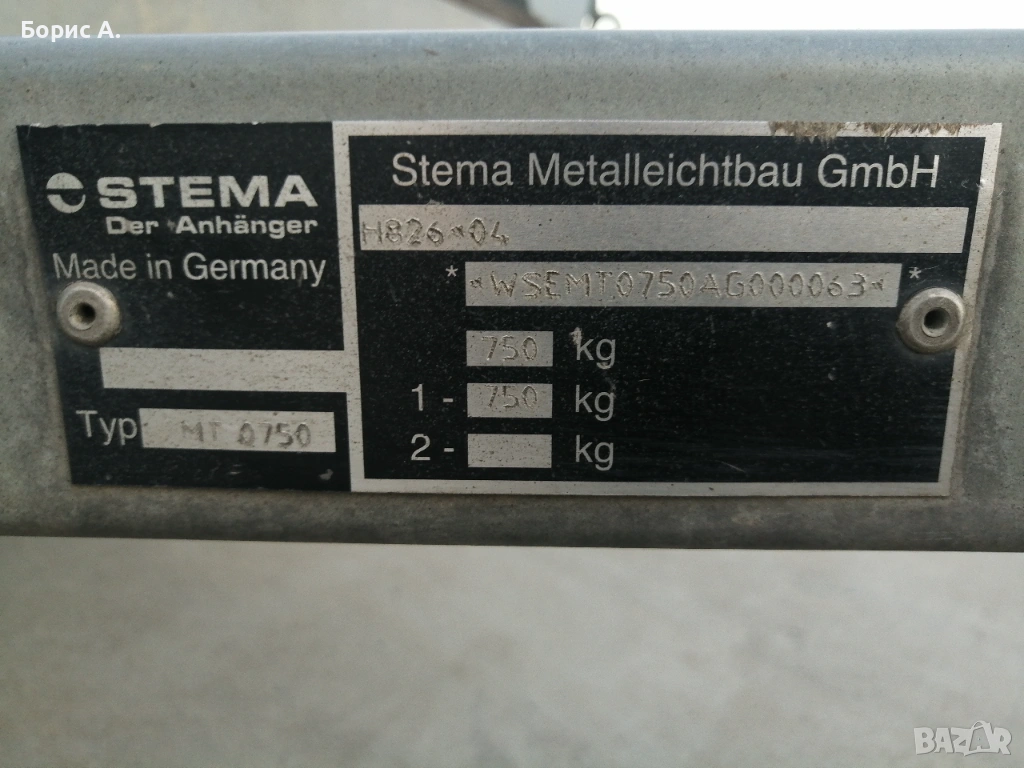 Борис А.
STEMA
Der Anhänger
Made in Germany
Typ MT 0750
Stema Metalleichtbau GmbH
H826*04
* *WSEMT0750AG000063* *
750 kg
1 - 750 kg
2 - kg
BAZAR